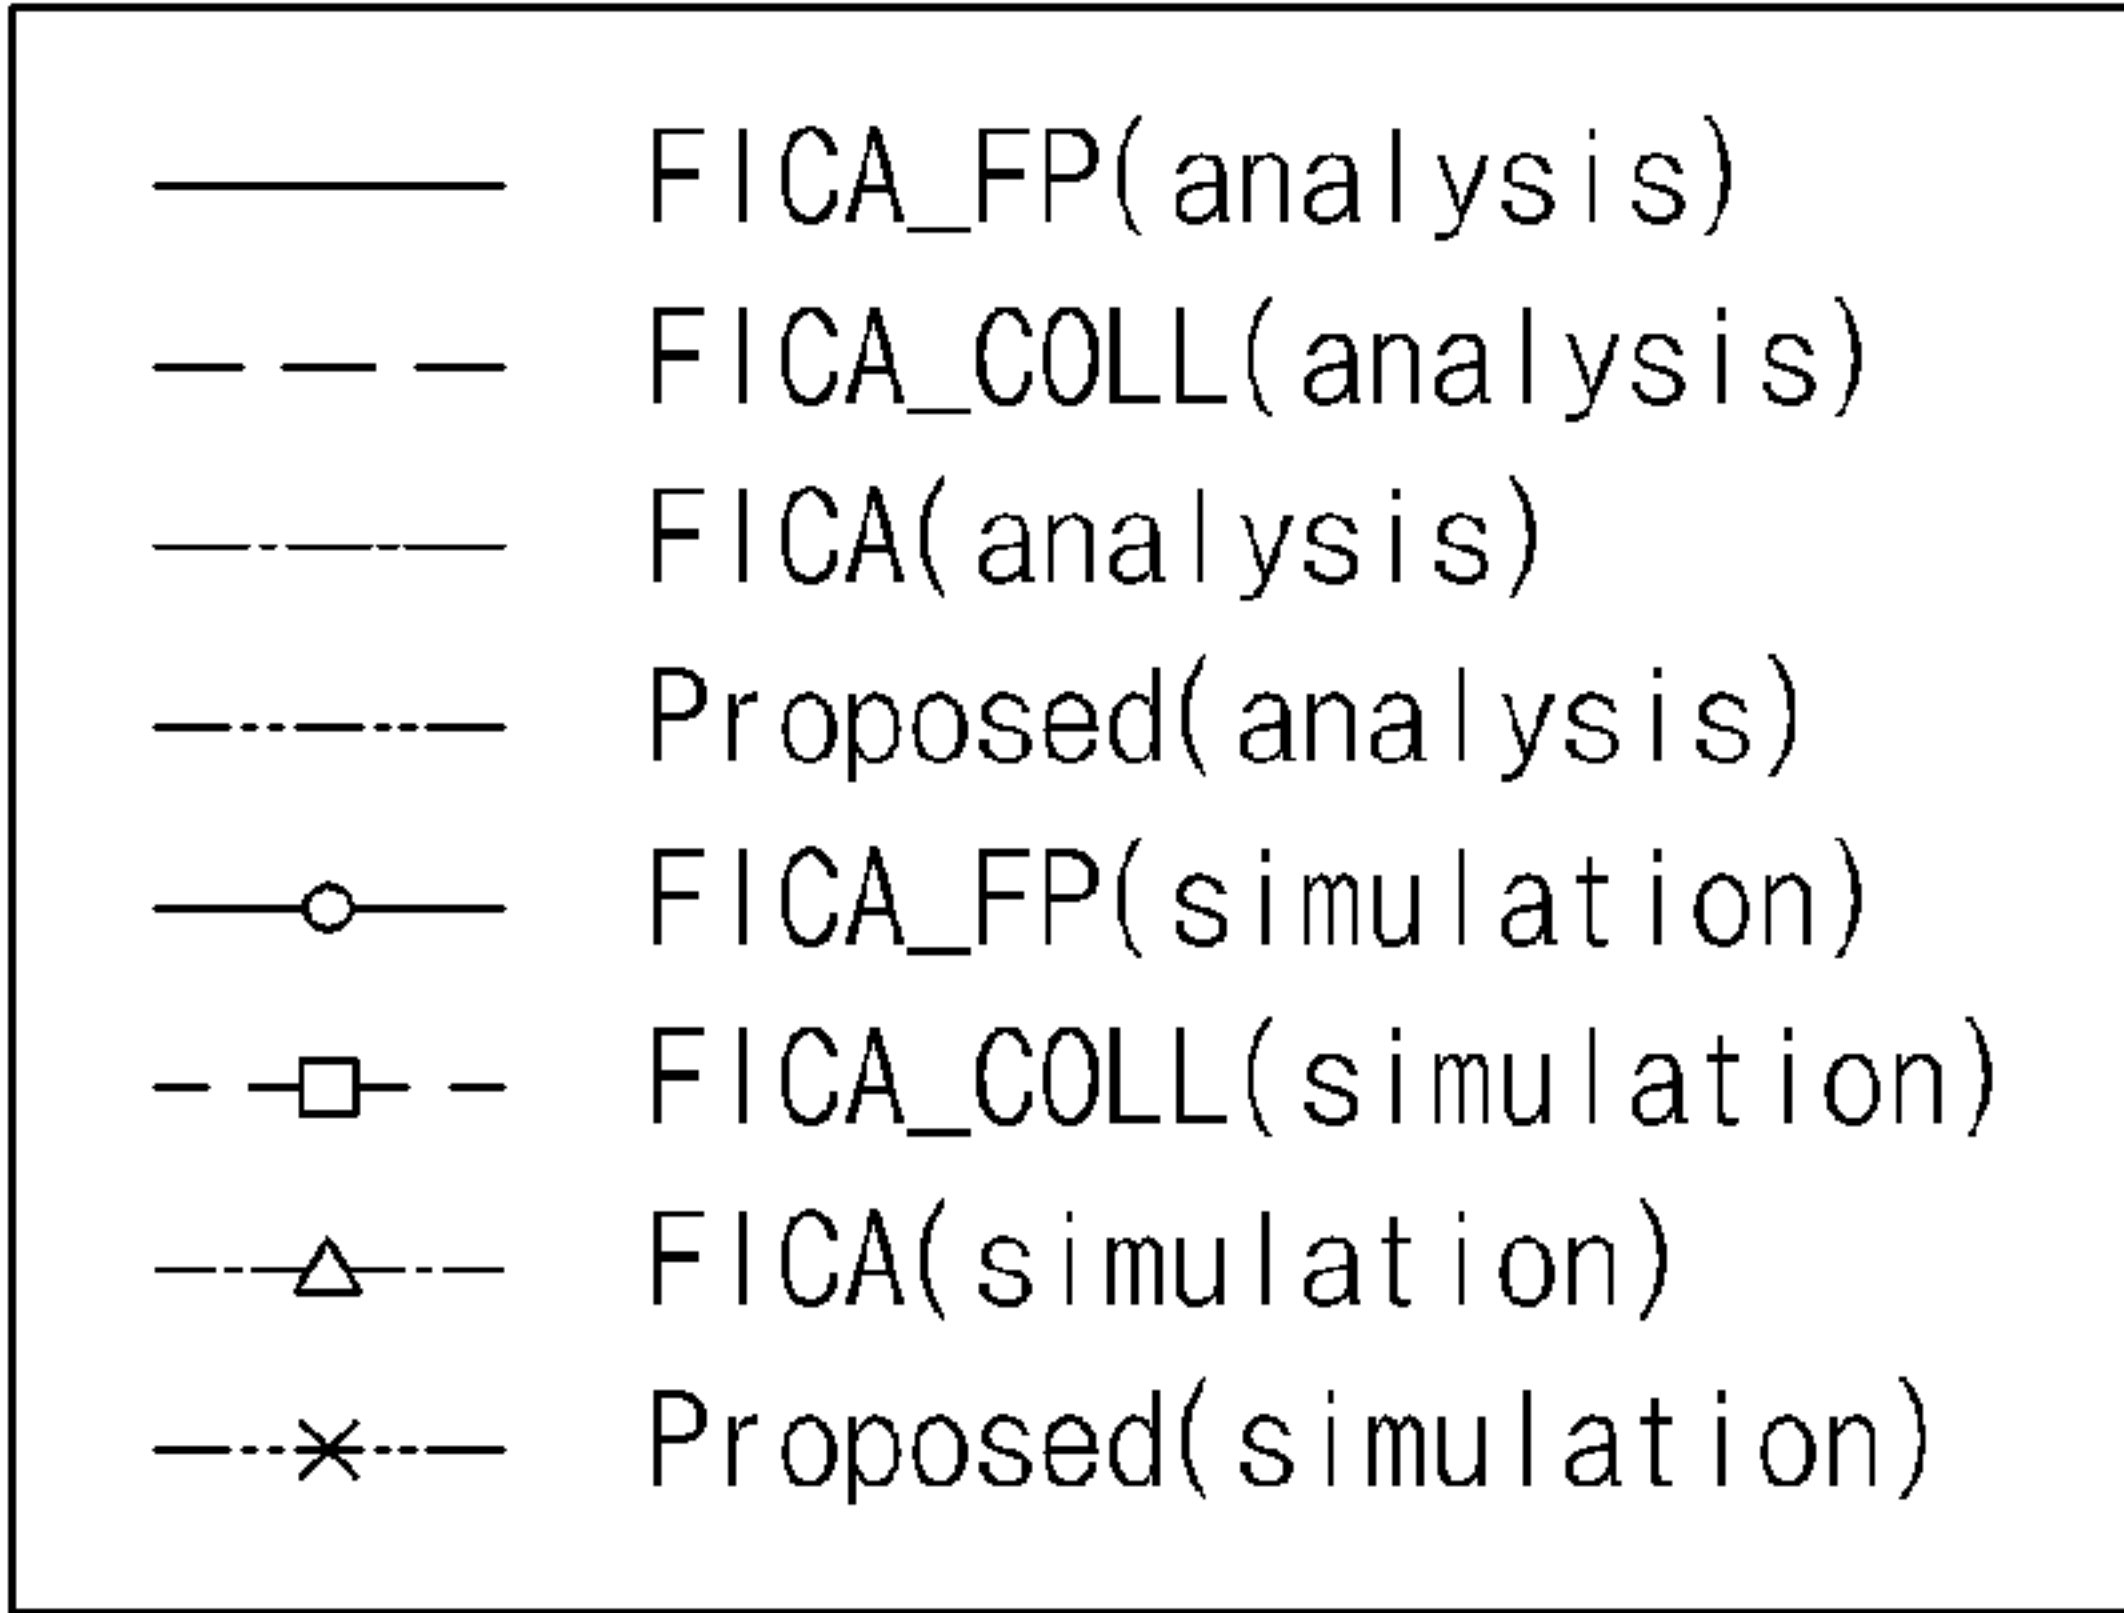 FICA_FP(analysis)
FICA_COLL(analysis)
FICA(analysis)
Proposed(analysis)
FICA_FP(simulation)
FICA_COLL(simulation)
FICA(simulation)
Proposed(simulation)